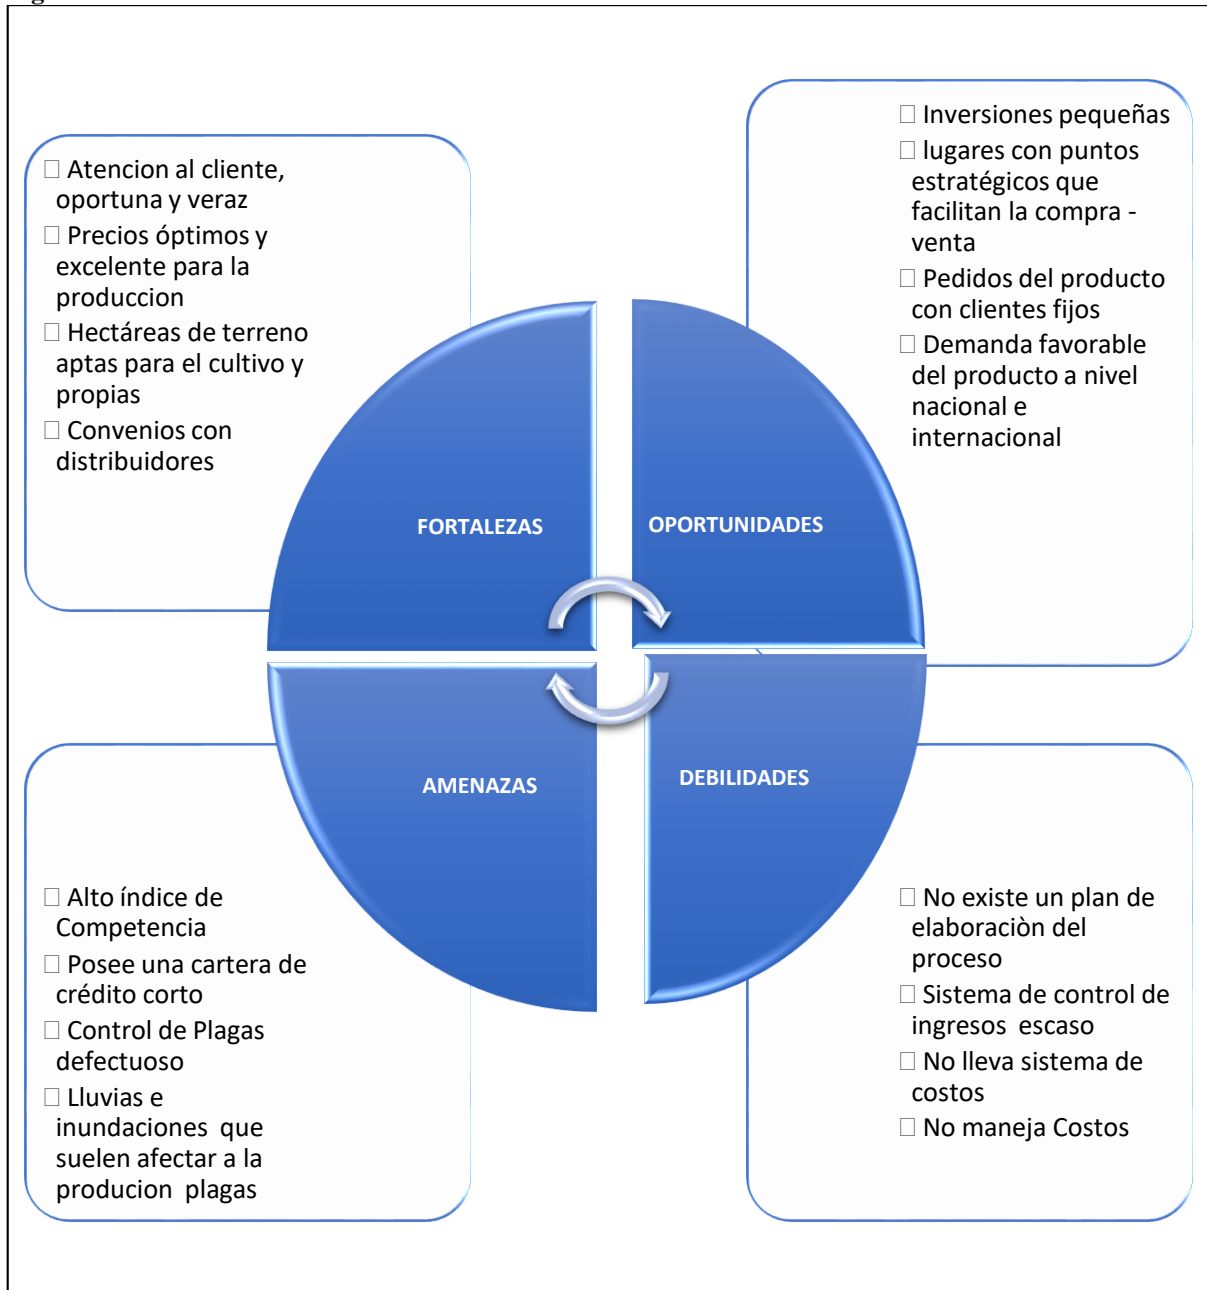 □ Atencion al cliente,
oportuna y veraz
□ Precios óptimos y
excelente para la
produccion
□ Hectáreas de terreno
aptas para el cultivo y
propias
□ Convenios con
distribuidores
□ Inversiones pequeñas
□ lugares con puntos
estratégicos que
facilitan la compra -
venta
□ Pedidos del producto
con clientes fijos
□ Demanda favorable
del producto a nivel
nacional e
internacional
FORTALEZAS
OPORTUNIDADES
AMENAZAS
DEBILIDADES
□ Alto índice de
Competencia
□ Posee una cartera de
crédito corto
□ Control de Plagas
defectuoso
□ Lluvias e
inundaciones  que
suelen afectar a la
producion  plagas
□ No existe un plan de
elaboraciòn del
proceso
□ Sistema de control de
ingresos  escaso
□ No lleva sistema de
costos
□ No maneja Costos